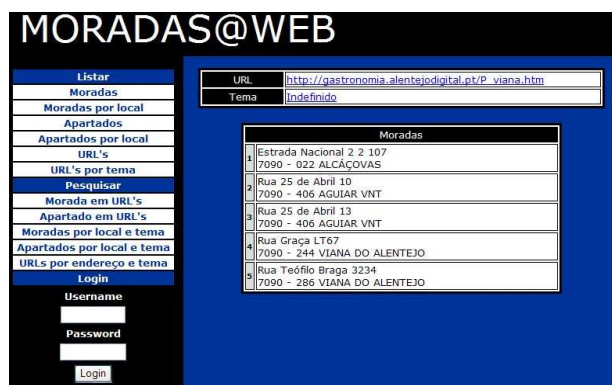 MORADAS@WEB
Listar
Moradas
Moradas por local
Apartados
Apartados por local
URL's
URL's por tema
Pesquisar
Morada em URL's
Apartado em URL's
Moradas por local e tema
Apartados por local e tema
URLs por endereço e tema
Login
Username
Password
Login
URL http://gastronomia.alentejodigital.pt/P_viana.htm
Tema Indefinido
Moradas
1 Estrada Nacional 2 2 107
7090 - 022 ALCÁÇOVAS
2 Rua 25 de Abril 10
7090 - 406 AGUIAR VNT
3 Rua 25 de Abril 13
7090 - 406 AGUIAR VNT
4 Rua Graça LT67
7090 - 244 VIANA DO ALENTEJO
5 Rua Teófilo Braga 3234
7090 - 286 VIANA DO ALENTEJO